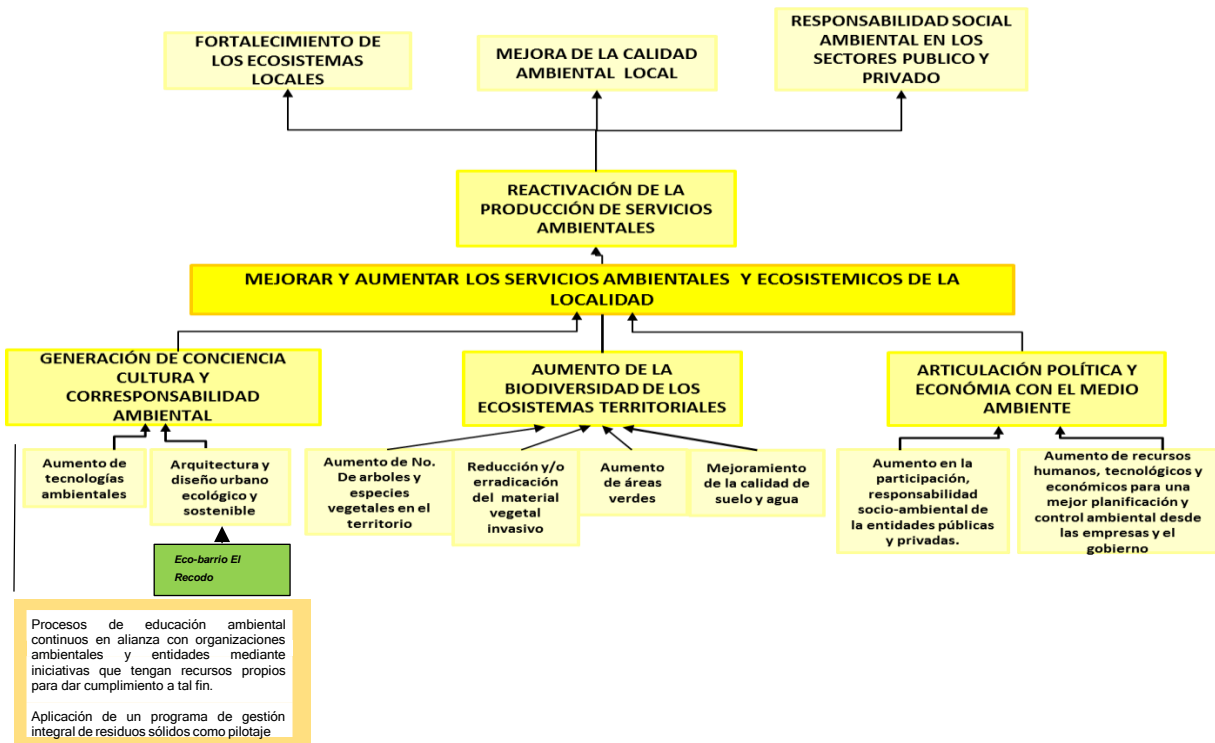 FORTALECIMIENTO DE
LOS ECOSISTEMAS
LOCALES
MEJORA DE LA CALIDAD
AMBIENTAL LOCAL
RESPONSABILIDAD SOCIAL
AMBIENTAL EN LOS
SECTORES PUBLICO Y
PRIVADO
REACTIVACIÓN DE LA
PRODUCCIÓN DE SERVICIOS
AMBIENTALES
MEJORAR Y AUMENTAR LOS SERVICIOS AMBIENTALES Y ECOSISTEMICOS DE LA
LOCALIDAD
GENERACIÓN DE CONCIENCIA
CULTURA Y
CORRESPONSABILIDAD
AMBIENTAL
AUMENTO DE LA
BIODIVERSIDAD DE LOS
ECOSISTEMAS TERRITORIALES
ARTICULACIÓN POLÍTICA Y
ECONÓMIA CON EL MEDIO
AMBIENTE
Aumento de
tecnologías
ambientales
Arquitectura y
diseño urbano
ecológico y
sostenible
Aumento de No.
De arboles y
especies
vegetales en el
territorio
Reducción y/o
erradicación
del material
vegetal
invasivo
Aumento
de áreas
verdes
Mejoramiento
de la calidad de
suelo y agua
Aumento en la
participación,
responsabilidad
socio-ambiental de
la entidades públicas
y privadas.
Aumento de recursos
humanos, tecnológicos y
económicos para una
mejor planificación y
control ambiental desde
las empresas y el
gobierno
Eco-barrio El
Recodo
Procesos de educación ambiental
continuos en alianza con organizaciones
ambientales y entidades mediante
iniciativas que tengan recursos propios
para dar cumplimiento a tal fin.
Aplicación de un programa de gestión
integral de residuos sólidos como pilotaje